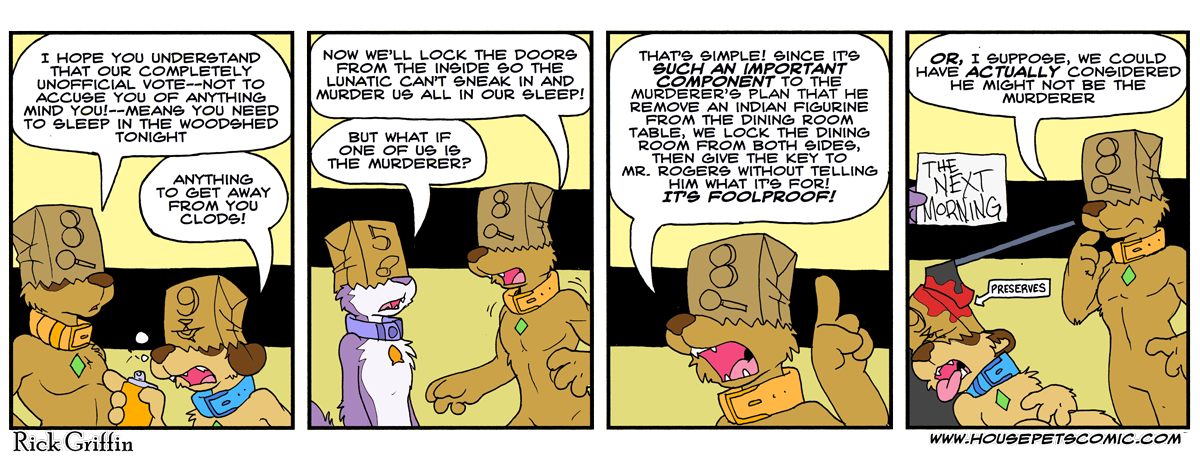 I HOPE YOU UNDERSTAND
THAT OUR COMPLETELY
UNOFFICIAL VOTE--NOT TO
ACCUSE YOU OF ANYTHING
MIND YOU!--MEANS YOU NEED
TO SLEEP IN THE WOODSHED
TONIGHT
ANYTHING
TO GET AWAY
FROM YOU
CLODS!
8
9
NOW WE'LL LOCK THE DOORS
FROM THE INSIDE SO THE
LUNATIC CAN'T SNEAK IN AND
MURDER US ALL IN OUR SLEEP!
BUT WHAT IF
ONE OF US IS
THE MURDERER?
5
8
THAT'S SIMPLE! SINCE IT'S
SUCH AN IMPORTANT
COMPONENT TO THE
MURDERER'S PLAN THAT HE
REMOVE AN INDIAN FIGURINE
FROM THE DINING ROOM
TABLE, WE LOCK THE DINING
ROOM FROM BOTH SIDES,
THEN GIVE THE KEY TO
MR. ROGERS WITHOUT TELLING
HIM WHAT IT'S FOR!
IT'S FOOLPROOF!
8
OR, I SUPPOSE, WE COULD
HAVE ACTUALLY CONSIDERED
HE MIGHT NOT BE THE
MURDERER
8
THE
NEXT
MORNING
PRESERVES
Rick Griffin
WWW.HOUSEPETSCOMIC.COM